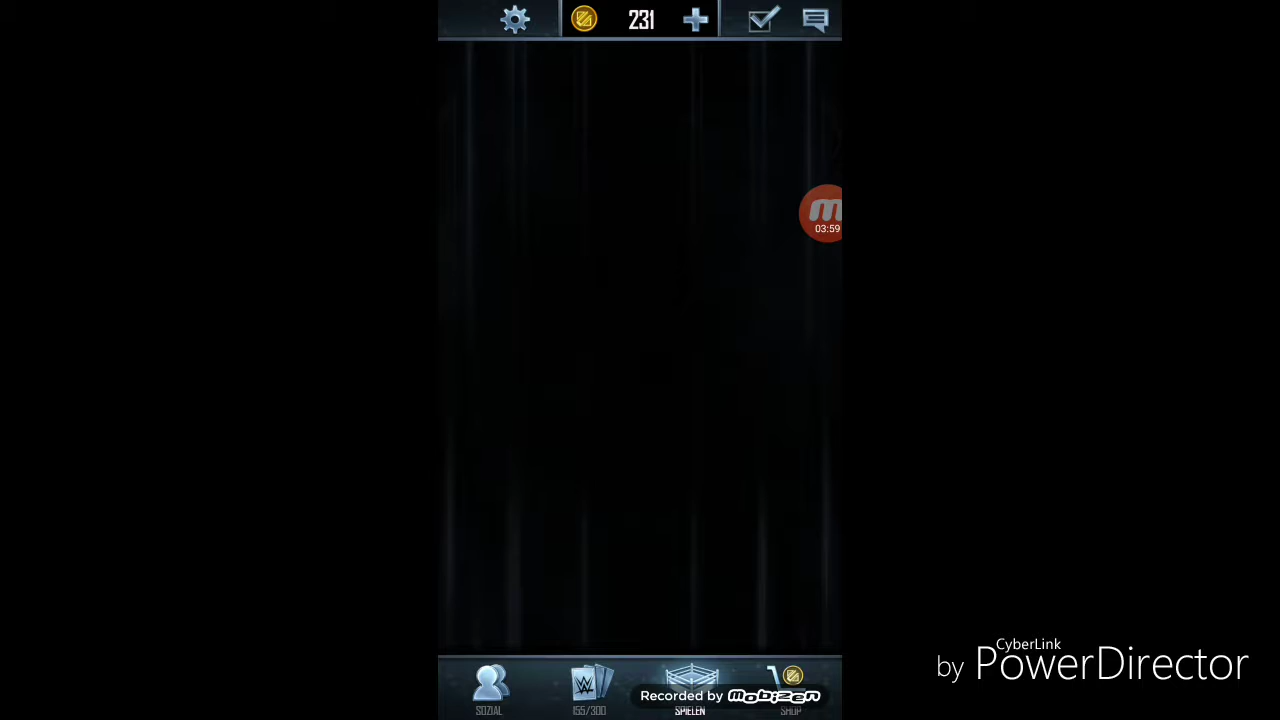 231
m
03:59
SOZIAL
W
155/300
SPIELEN
SHOP
Recorded by mobizen
CyberLink
by PowerDirector